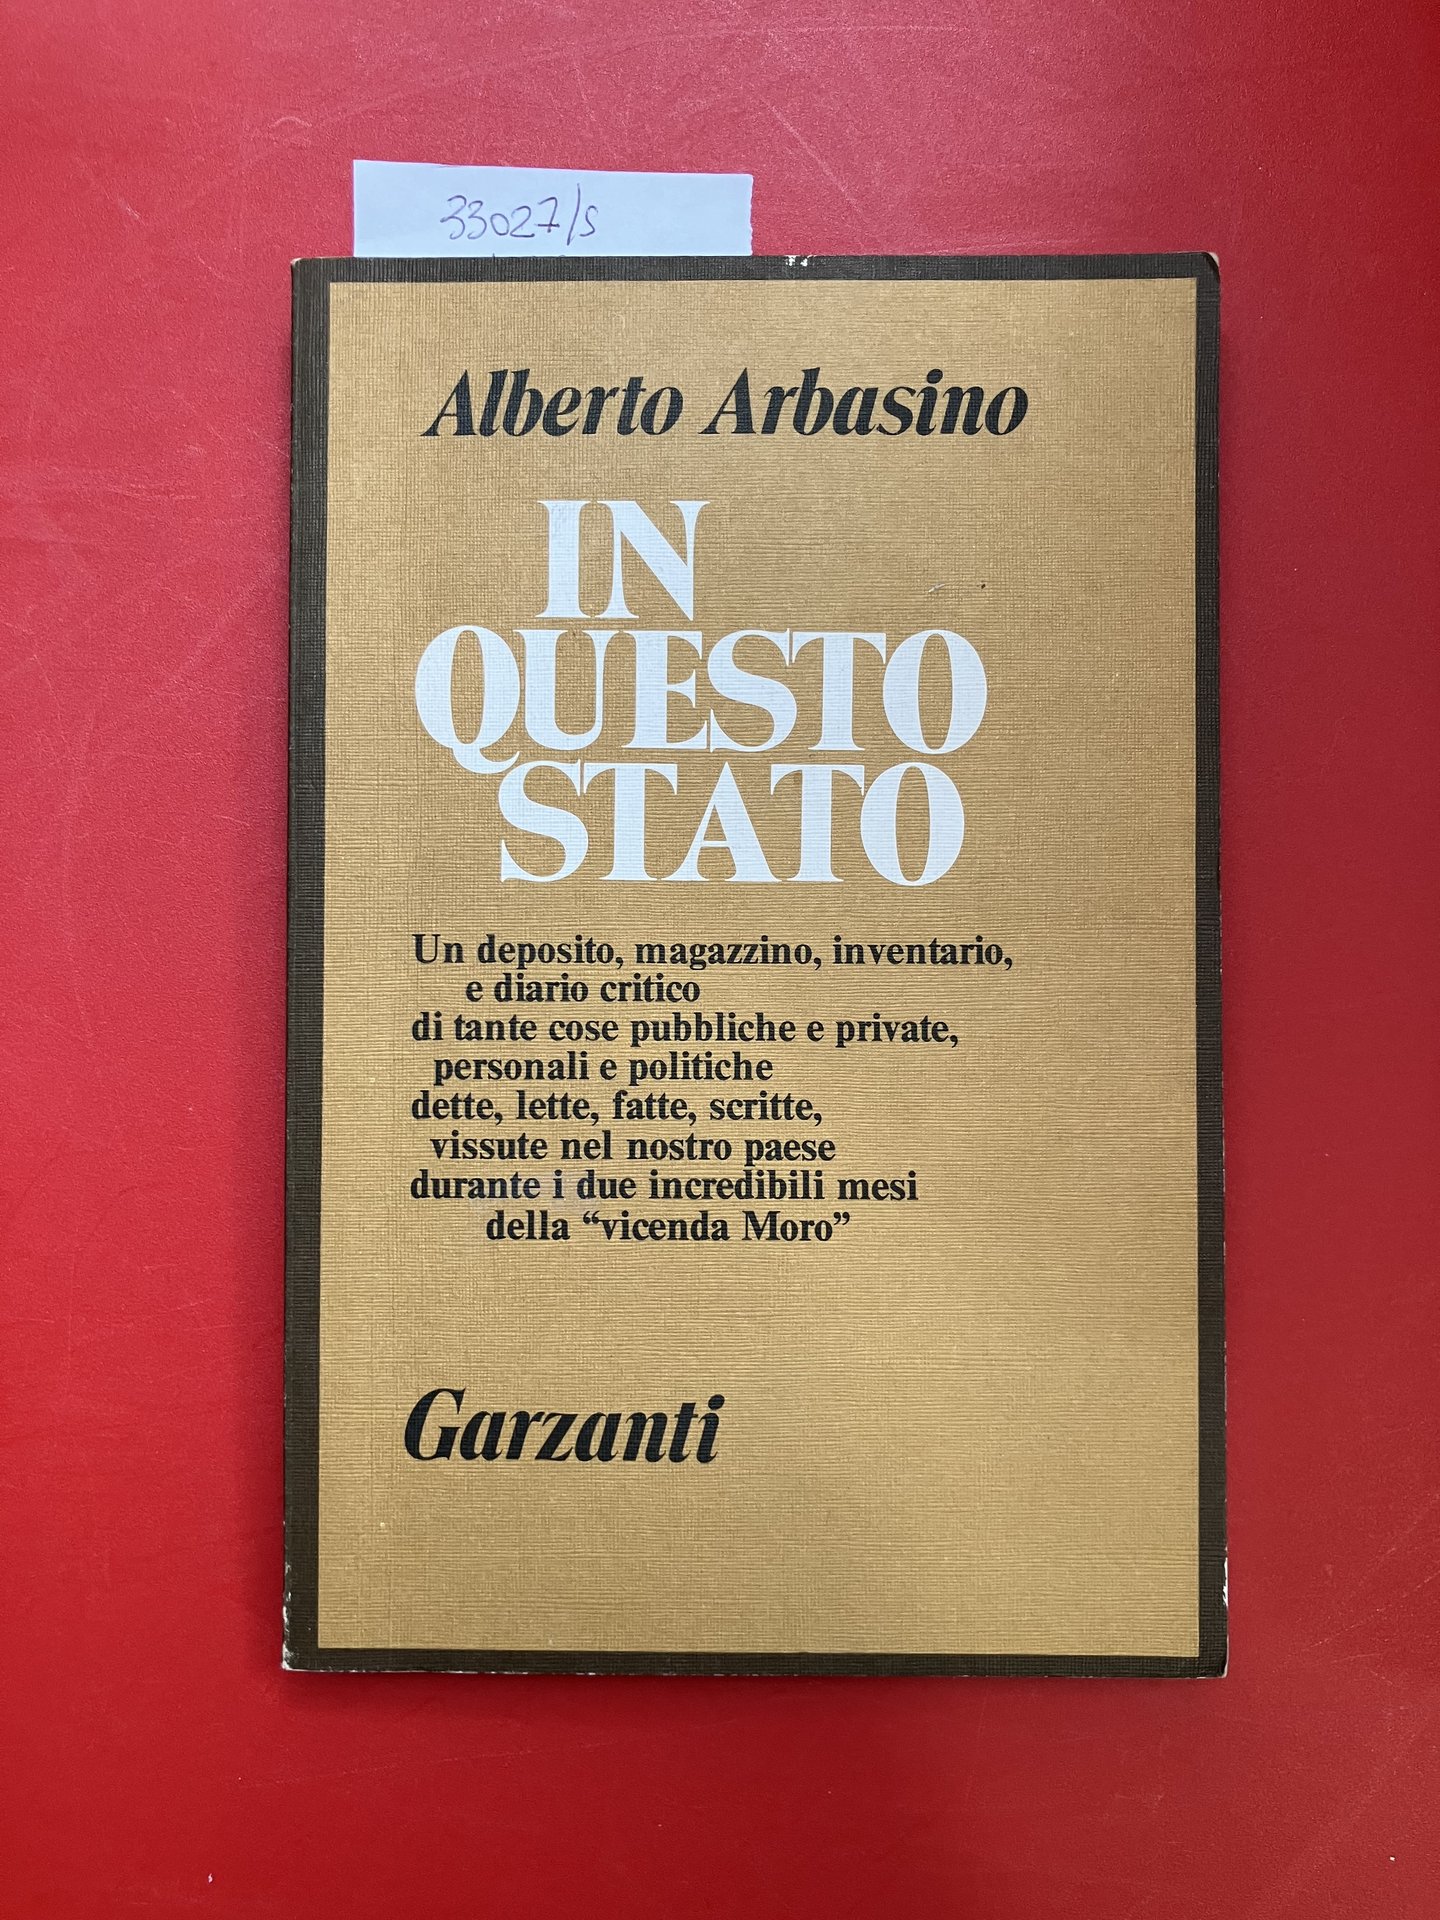 33027/s
Alberto Arbasino
IN
QUESTO
STATO
Un deposito, magazzino, inventario,
e diario critico
di tante cose pubbliche e private,
personali e politiche
dette, lette, fatte, scritte,
vissute nel nostro paese
durante i due incredibili mesi
della “vicenda Moro”
Garzanti